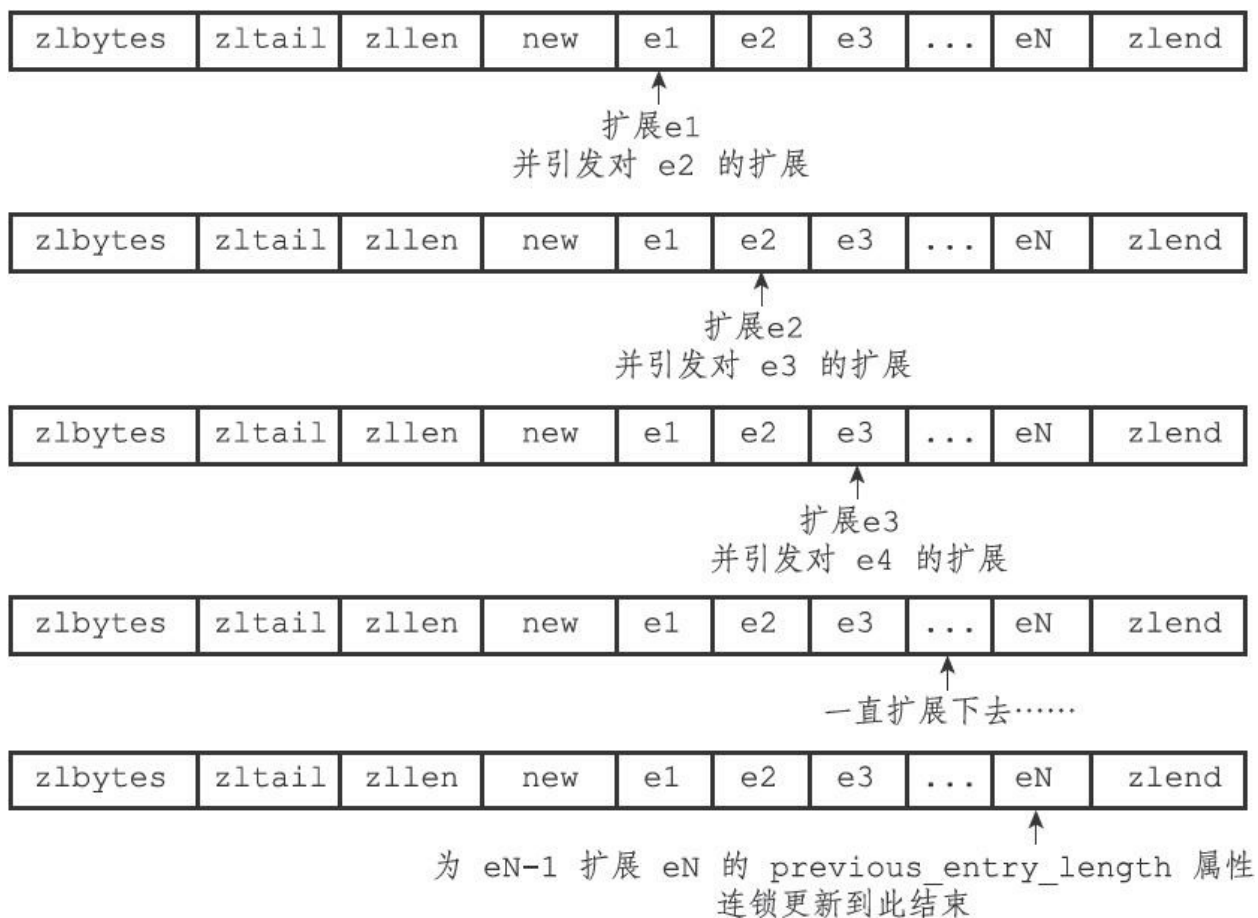 zlbytes zltail zllen new e1 e2 e3 ... eN zlend
扩展e1
并引发对 e2 的扩展
zlbytes zltail zllen new e1 e2 e3 ... eN zlend
扩展e2
并引发对 e3 的扩展
zlbytes zltail zllen new e1 e2 e3 ... eN zlend
扩展e3
并引发对 e4 的扩展
zlbytes zltail zllen new e1 e2 e3 ... eN zlend
一直扩展下去……
zlbytes zltail zllen new e1 e2 e3 ... eN zlend
为 eN-1 扩展 eN 的 previous_entry_length 属性
连锁更新到此结束